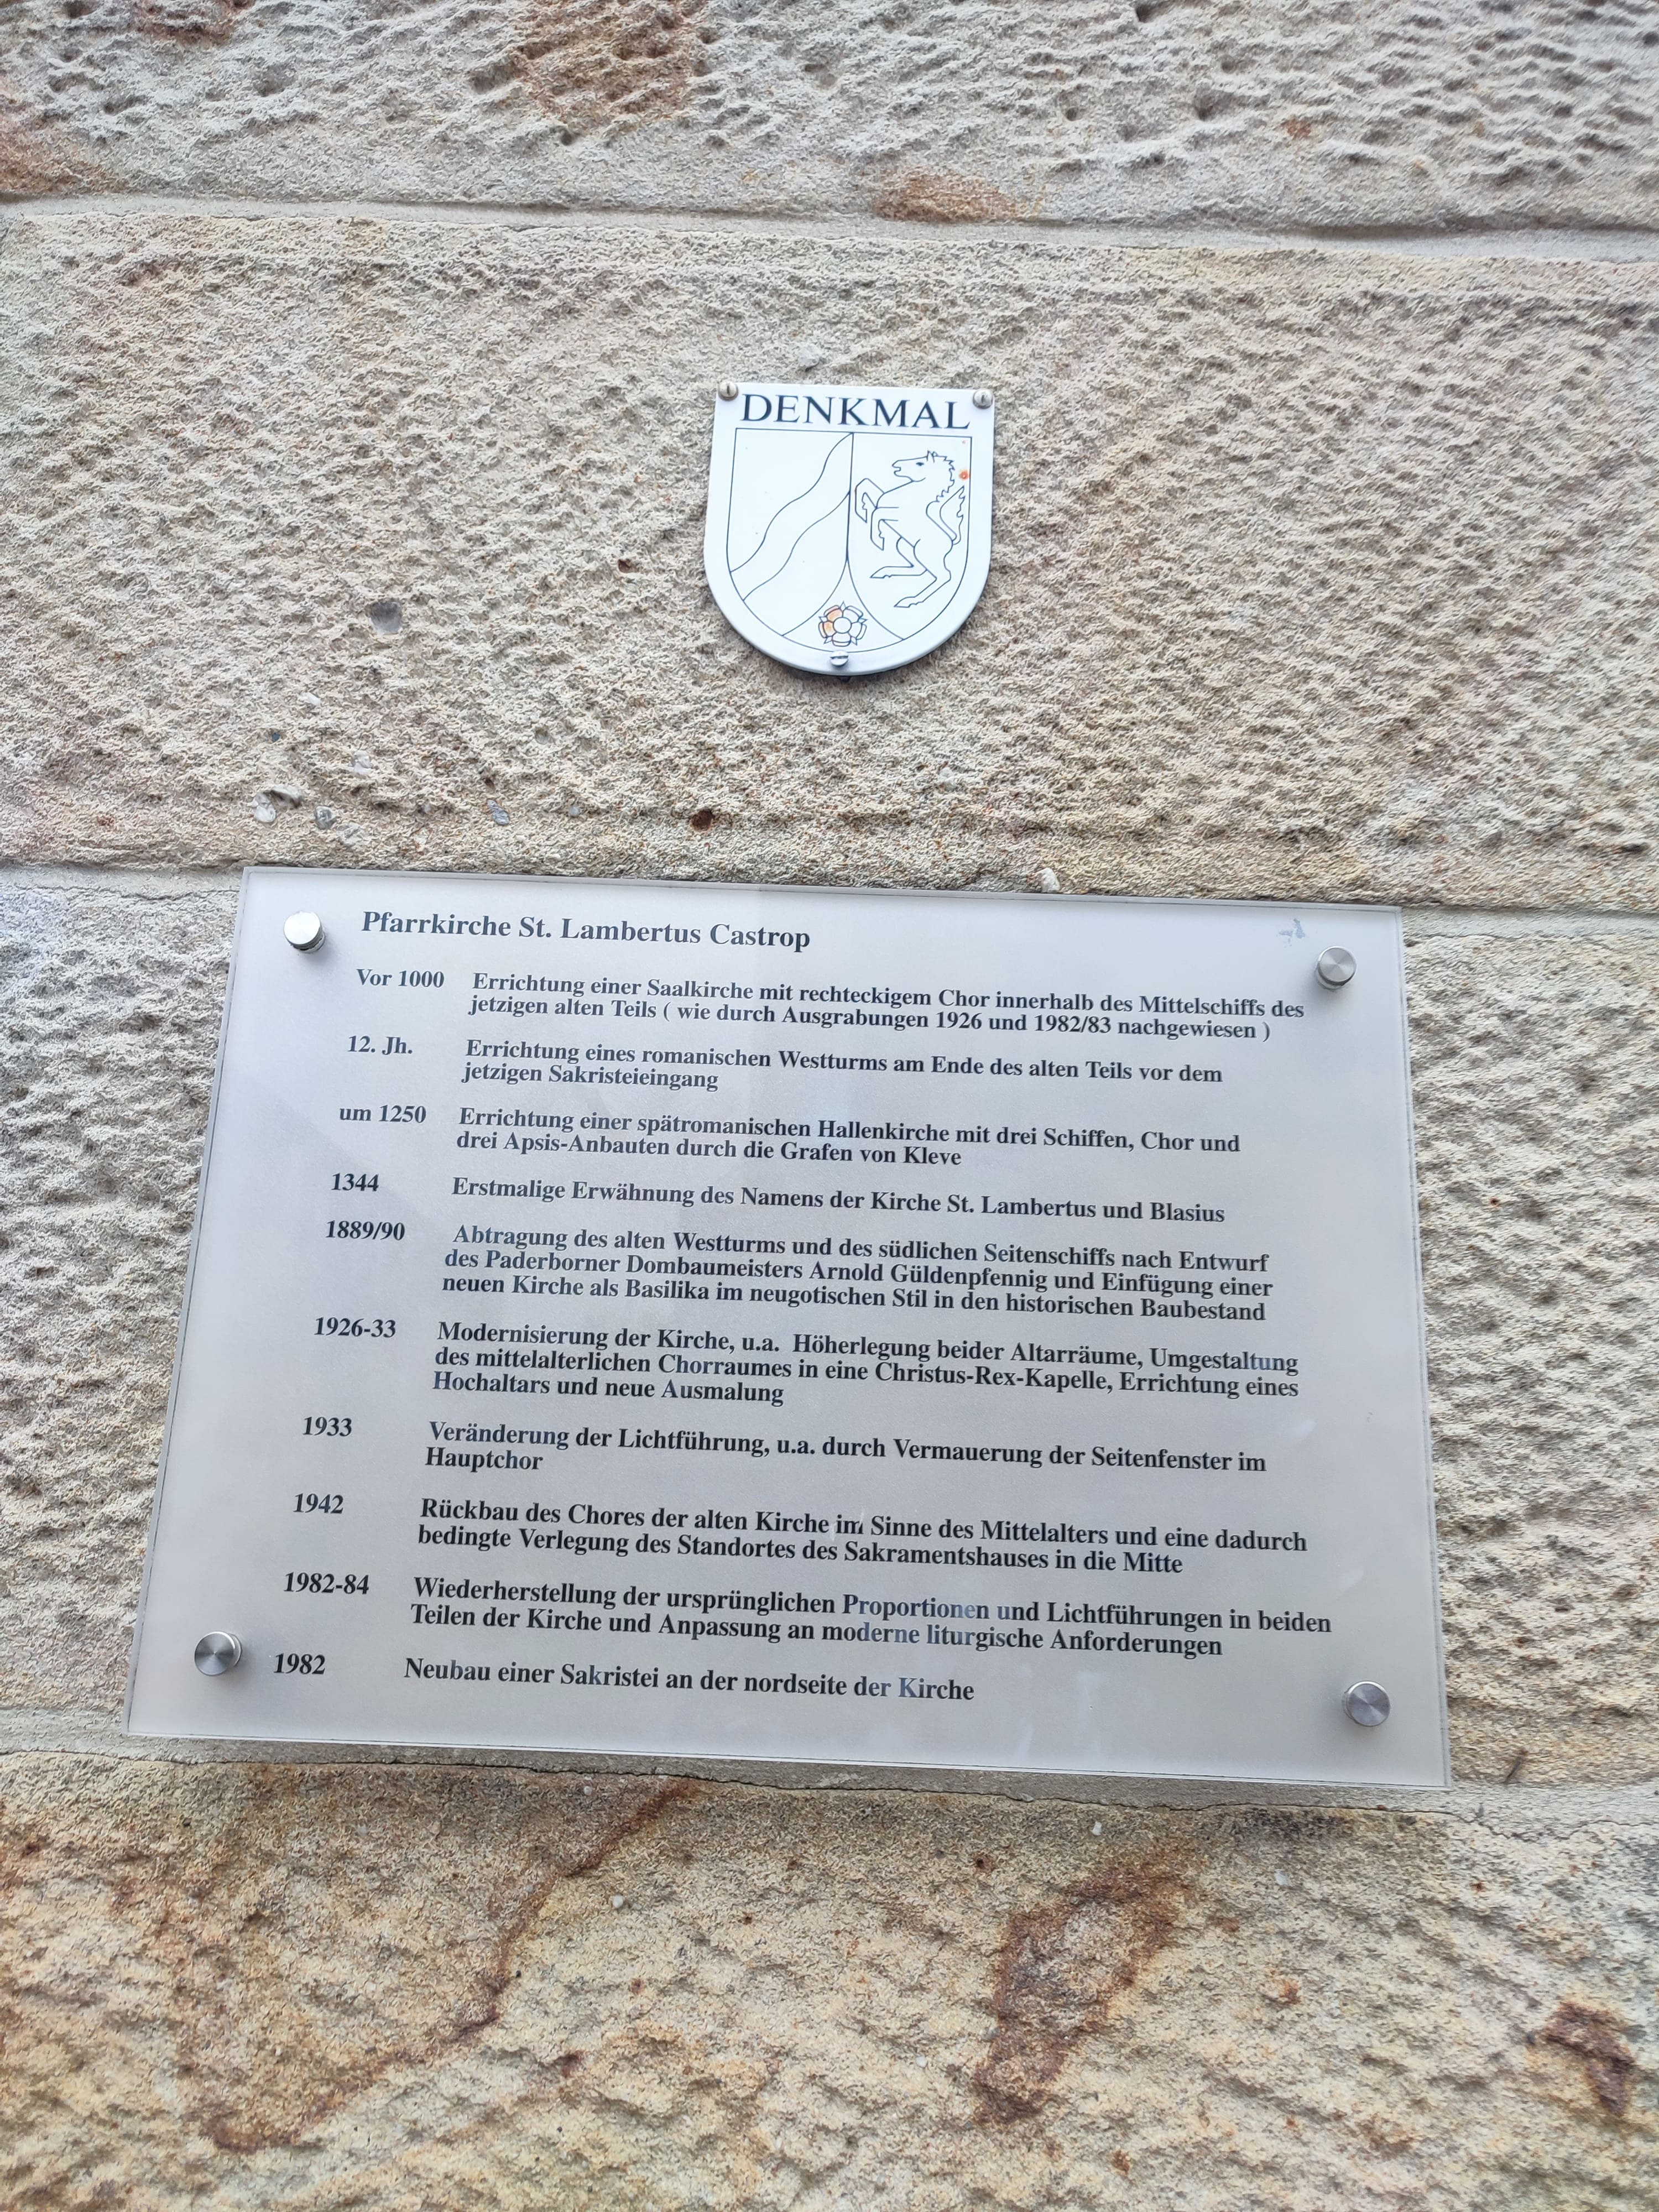 DENKMAL
Pfarrkirche St. Lambertus Castrop
Vor 1000 Errichtung einer Saalkirche mit rechteckigem Chor innerhalb des Mittelschiffs des
jetzigen alten Teils ( wie durch Ausgrabungen 1926 und 1982/83 nachgewiesen )
12. Jh. Errichtung eines romanischen Westturms am Ende des alten Teils vor dem
jetzigen Sakristeieingang
um 1250 Errichtung einer spätromanischen Hallenkirche mit drei Schiffen, Chor und
drei Apsis-Anbauten durch die Grafen von Kleve
1344 Erstmalige Erwähnung des Namens der Kirche St. Lambertus und Blasius
1889/90 Abtragung des alten Westturms und des südlichen Seitenschiffs nach Entwurf
des Paderborner Dombaumeisters Arnold Güldenpfennig und Einfügung einer
neuen Kirche als Basilika im neugotischen Stil in den historischen Baubestand
1926-33 Modernisierung der Kirche, u.a. Höherlegung beider Altarräume, Umgestaltung
des mittelalterlichen Chorraumes in eine Christus-Rex-Kapelle, Errichtung eines
Hochaltars und neue Ausmalung
1933 Veränderung der Lichtführung, u.a. durch Vermauerung der Seitenfenster im
Hauptchor
1942 Rückbau des Chores der alten Kirche im Sinne des Mittelalters und eine dadurch
bedingte Verlegung des Standortes des Sakramentshauses in die Mitte
1982-84 Wiederherstellung der ursprünglichen Proportionen und Lichtführungen in beiden
Teilen der Kirche und Anpassung an moderne liturgische Anforderungen
1982 Neubau einer Sakristei an der nordseite der Kirche